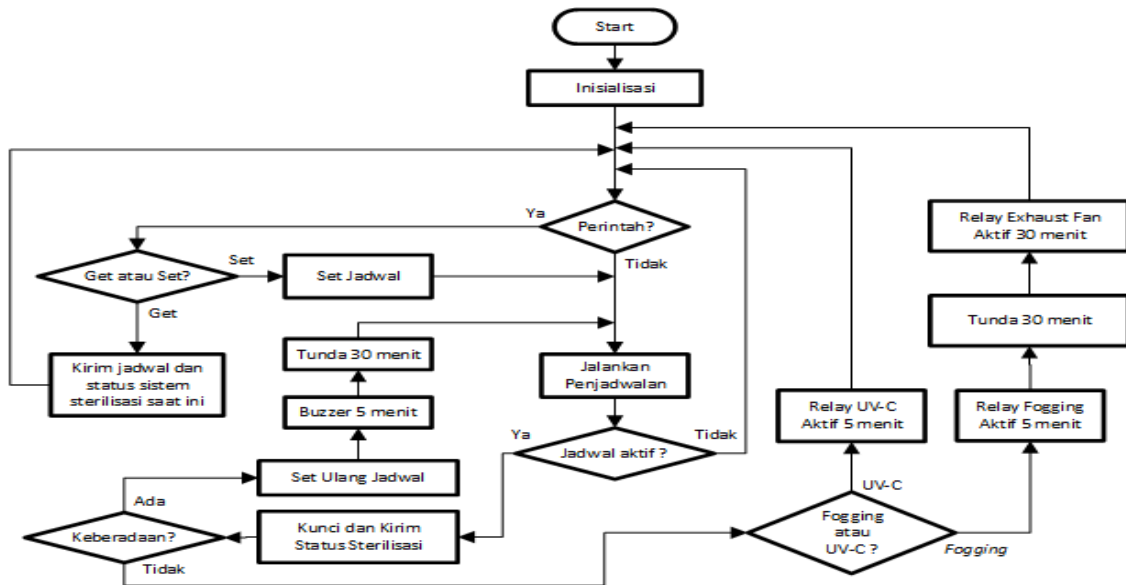 Start
Inisialisasi
Perintah?
Ya
Tidak
Get atau Set?
Set
Get
Set Jadwal
Kirim jadwal dan
status sistem
sterilisasi saat ini
Tunda 30 menit
Buzzer 5 menit
Set Ulang Jadwal
Jalankan
Penjadwalan
Jadwal aktif ?
Ya
Tidak
Kunci dan Kirim
Status Sterilisasi
Keberadaan?
Ada
Tidak
Fogging
atau
UV-C ?
UV-C
Fogging
Relay UV-C
Aktif 5 menit
Relay Fogging
Aktif 5 menit
Tunda 30 menit
Relay Exhaust Fan
Aktif 30 menit